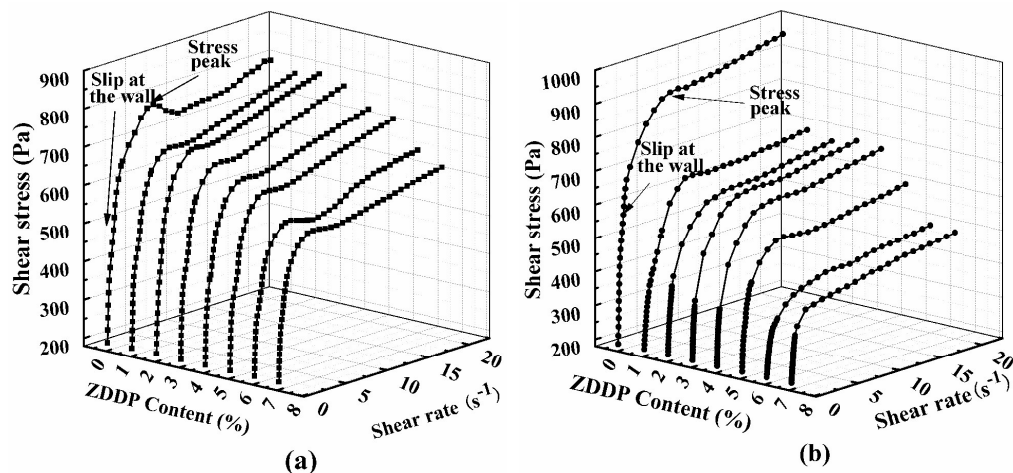 Stress
peak
Slip at
the wall
900
800
700
600
500
400
300
200
Shear stress (Pa)
0
1
2
3
4
5
6
7
8
ZDDP Content (%)
0
5
10
15
20
Shear rate (s⁻¹)
(a)
Stress
peak
Slip at
the wall
1000
900
800
700
600
500
400
300
200
Shear stress (Pa)
0
1
2
3
4
5
6
7
8
ZDDP Content (%)
0
5
10
15
20
Shear rate (s⁻¹)
(b)